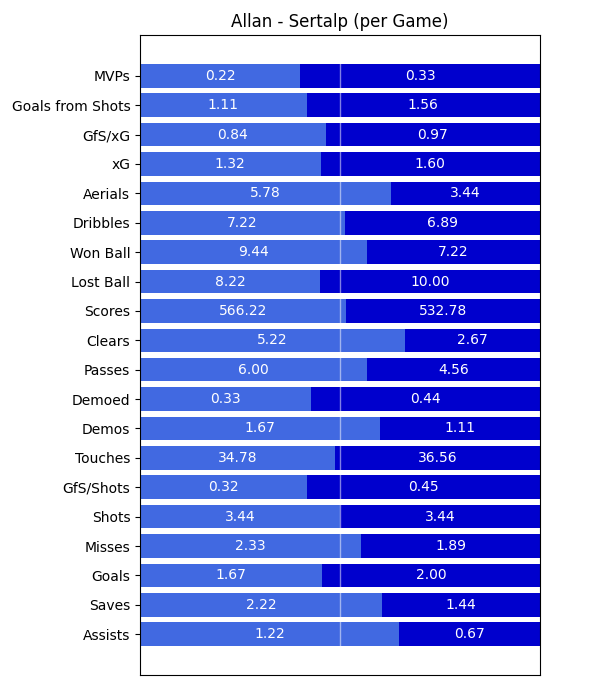 Allan - Sertalp (per Game)
MVPs 0.22 0.33
Goals from Shots 1.11 1.56
GfS/xG 0.84 0.97
xG 1.32 1.60
Aerials 5.78 3.44
Dribbles 7.22 6.89
Won Ball 9.44 7.22
Lost Ball 8.22 10.00
Scores 566.22 532.78
Clears 5.22 2.67
Passes 6.00 4.56
Demoed 0.33 0.44
Demos 1.67 1.11
Touches 34.78 36.56
GfS/Shots 0.32 0.45
Shots 3.44 3.44
Misses 2.33 1.89
Goals 1.67 2.00
Saves 2.22 1.44
Assists 1.22 0.67